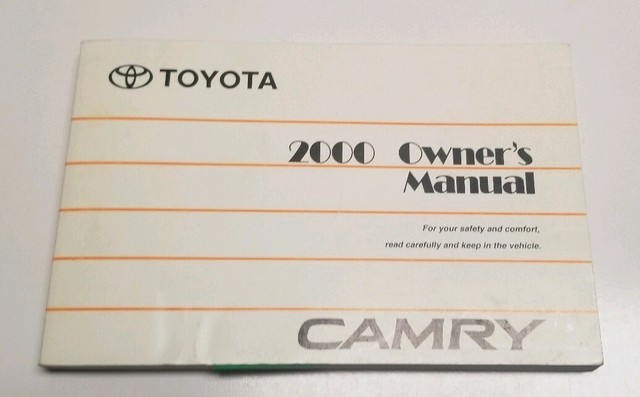 TOYOTA
2000 Owner's
Manual
For your safety and comfort,
read carefully and keep in the vehicle.
CAMRY